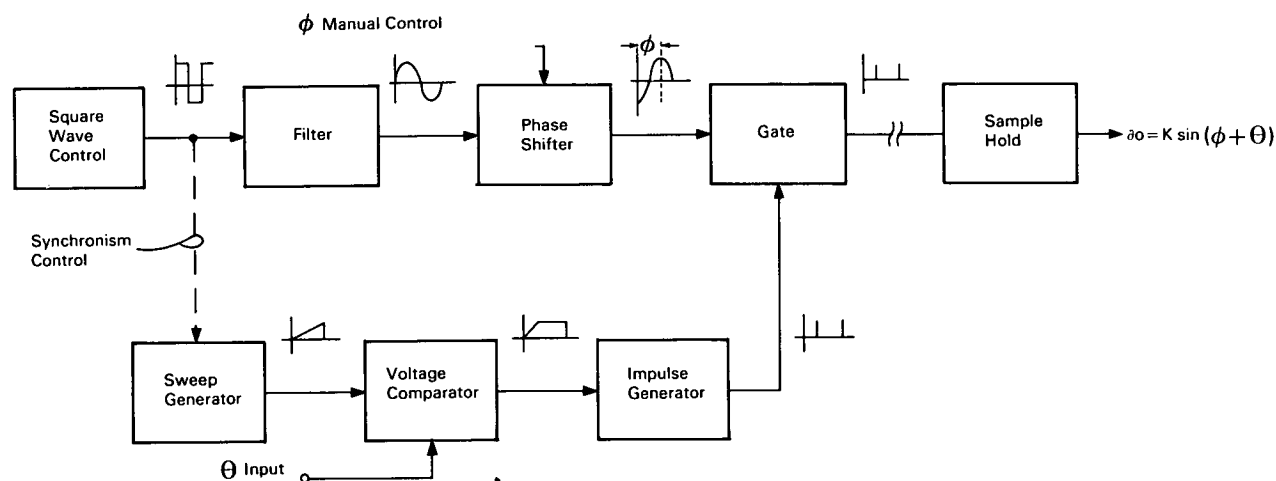 ϕ Manual Control
ϕ
Square
Wave
Control
Filter
Phase
Shifter
Gate
Sample
Hold
∂o = K sin (ϕ + Θ)
Synchronism
Control
Sweep
Generator
Voltage
Comparator
Impulse
Generator
Θ Input